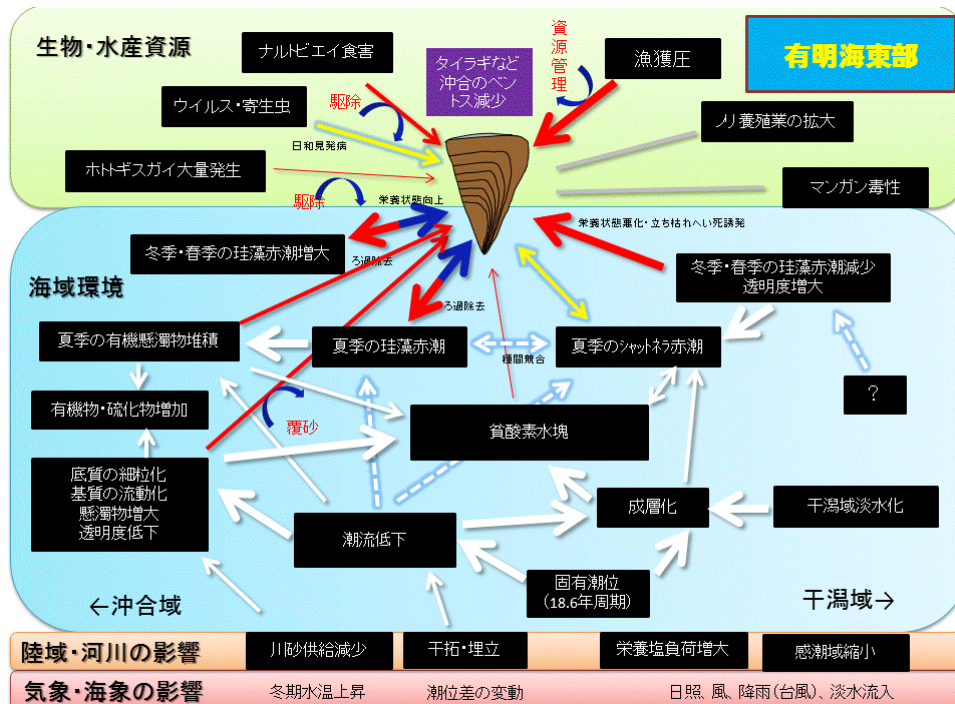 生物・水産資源
ナルトビエイ食害
タイラギなど
沖合のベン
トス減少
資源管理
漁獲圧
有明海東部
ウイルス・寄生虫
駆除
日和見発病
ノリ養殖業の拡大
ホトトギスガイ大量発生
マンガン毒性
駆除
栄養状態向上
栄養状態悪化・立ち枯れへい死誘発
冬季・春季の珪藻赤潮増大
ろ過除去
冬季・春季の珪藻赤潮減少
透明度増大
海域環境
ろ過除去
夏季の有機懸濁物堆積
夏季の珪藻赤潮
種間競合
夏季のシャットネラ赤潮
有機物・硫化物増加
覆砂
貧酸素水塊
?
底質の細粒化
基質の流動化
懸濁物増大
透明度低下
潮流低下
成層化
干潟域淡水化
固有潮位
(18.6年周期)
←沖合域
干潟域→
陸域・河川の影響
川砂供給減少
干拓・埋立
栄養塩負荷増大
感潮域縮小
気象・海象の影響
冬期水温上昇
潮位差の変動
日照、風、降雨(台風)、淡水流入